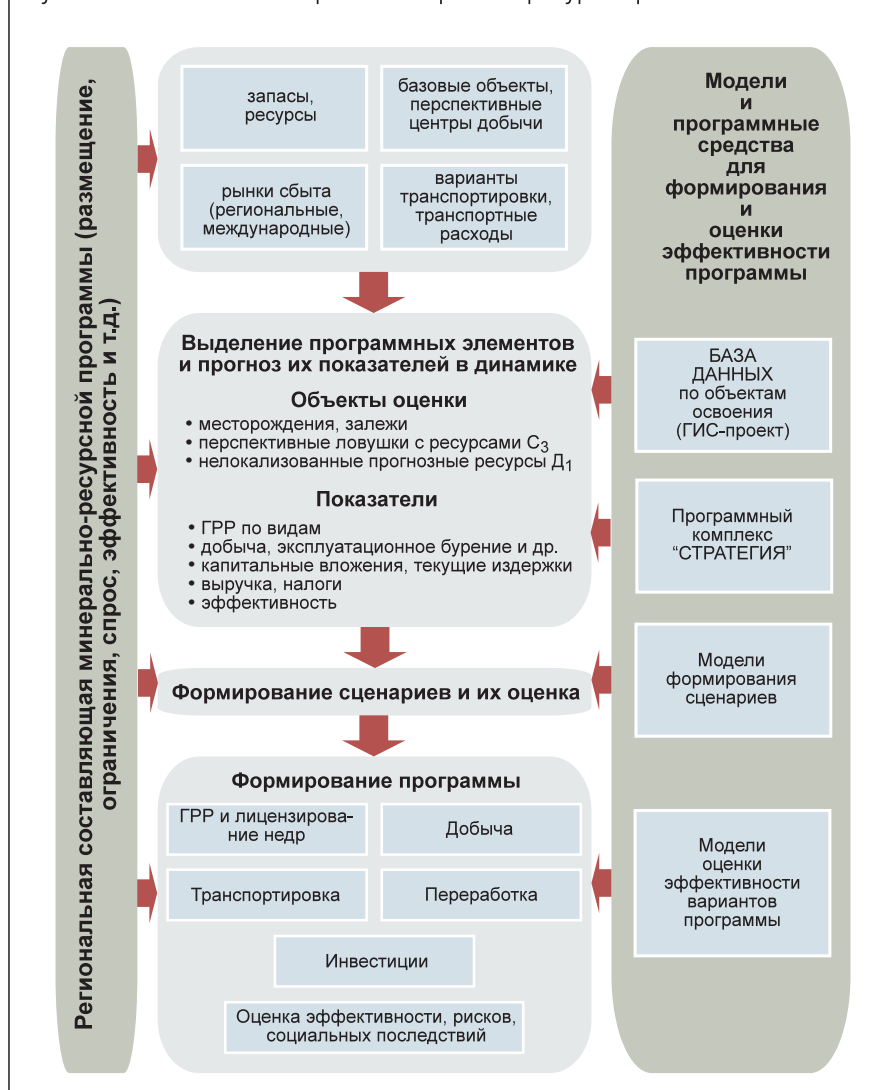 Региональная составляющая минерально-ресурсной программы (размещение,
ограничения, спрос, эффективность и т.д.)
запасы,
ресурсы
базовые объекты,
перспективные
центры добычи
рынки сбыта
(региональные,
международные)
варианты
транспортировки,
транспортные
расходы
Выделение программных элементов
и прогноз их показателей в динамике
Объекты оценки
• месторождения, залежи
• перспективные ловушки с ресурсами С3
• нелокализованные прогнозные ресурсы Д1
Показатели
• ГРР по видам
• добыча, эксплуатационное бурение и др.
• капитальные вложения, текущие издержки
• выручка, налоги
• эффективность
Формирование сценариев и их оценка
Формирование программы
ГРР и лицензирова-
ние недр
Добыча
Транспортировка
Переработка
Инвестиции
Оценка эффективности, рисков,
социальных последствий
Модели
и
программные
средства
для
формирования
и
оценки
эффективности
программы
БАЗА
ДАННЫХ
по объектам
освоения
(ГИС-проект)
Программный
комплекс
“СТРАТЕГИЯ”
Модели
формирования
сценариев
Модели
оценки
эффективности
вариантов
программы